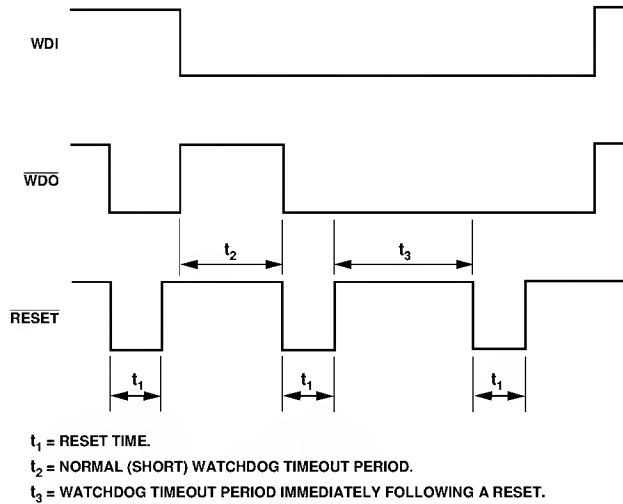 WDI
WDO
t2
t3
RESET
t1
t1
t1
t1 = RESET TIME.
t2 = NORMAL (SHORT) WATCHDOG TIMEOUT PERIOD.
t3 = WATCHDOG TIMEOUT PERIOD IMMEDIATELY FOLLOWING A RESET.